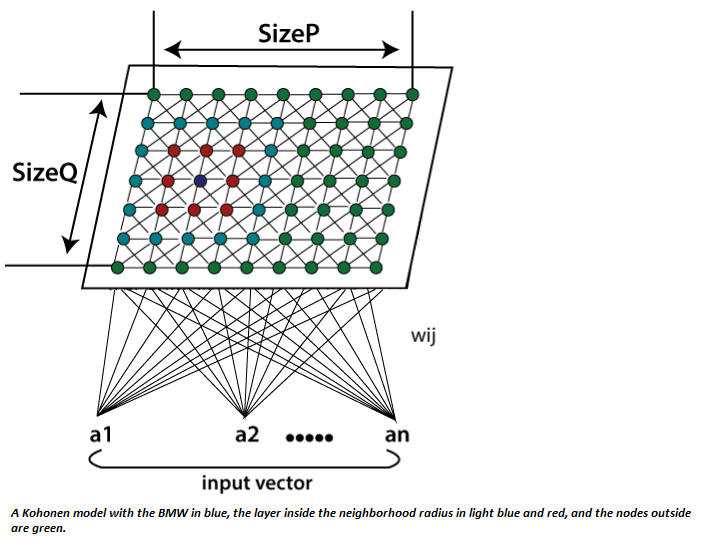 SizeP
SizeQ
wij
a1 a2 ..... an
input vector
A Kohonen model with the BMW in blue, the layer inside the neighborhood radius in light blue and red, and the nodes outside
are green.